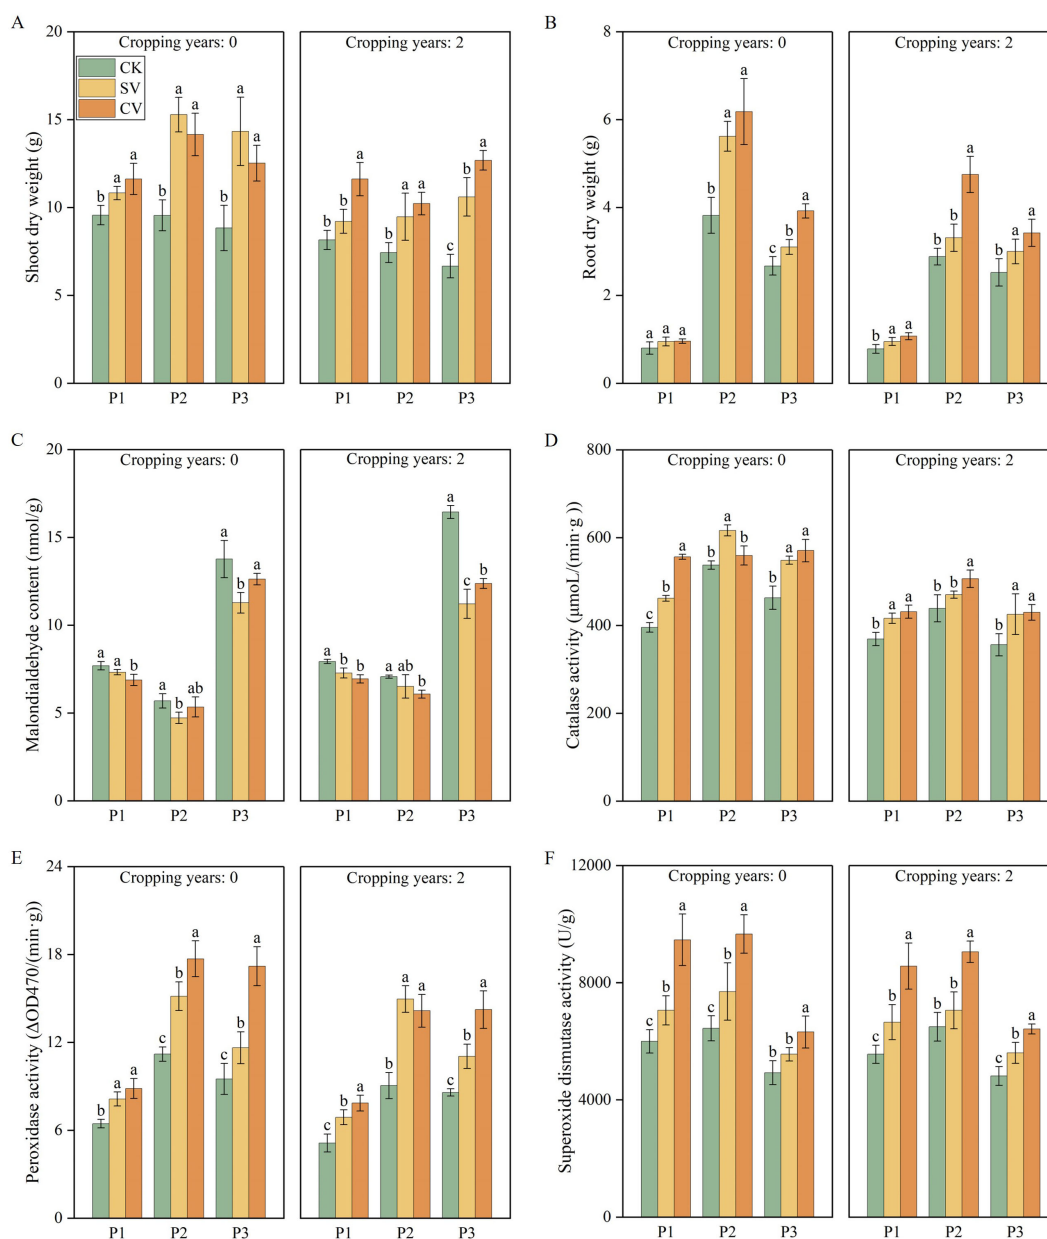 A
Cropping years: 0
Cropping years: 2
CK
SV
CV
Shoot dry weight (g)
20
15
10
5
0
b a a
b a a
b a a
b b a
b a a
c b a
P1 P2 P3
P1 P2 P3
B
Cropping years: 0
Cropping years: 2
Root dry weight (g)
8
6
4
2
0
a a a
b a a
c b a
b a a
b b a
b a a
P1 P2 P3
P1 P2 P3
C
Cropping years: 0
Cropping years: 2
Malondialdehyde content (nmol/g)
20
15
10
5
0
a a b
a b ab
a b a
a b b
a ab b
a c b
P1 P2 P3
P1 P2 P3
D
Cropping years: 0
Cropping years: 2
Catalase activity (μmoL/(min·g ))
800
600
400
200
0
c b a
b a b
b a a
b a a
b b a
b a a
P1 P2 P3
P1 P2 P3
E
Cropping years: 0
Cropping years: 2
Peroxidase activity (ΔOD470/(min·g))
24
18
12
6
0
b a a
c b a
c b a
c b a
b a a
c b a
P1 P2 P3
P1 P2 P3
F
Cropping years: 0
Cropping years: 2
Superoxide dismutase activity (U/g)
12000
8000
4000
0
c b a
c b a
b b a
c b a
b b a
c b a
P1 P2 P3
P1 P2 P3